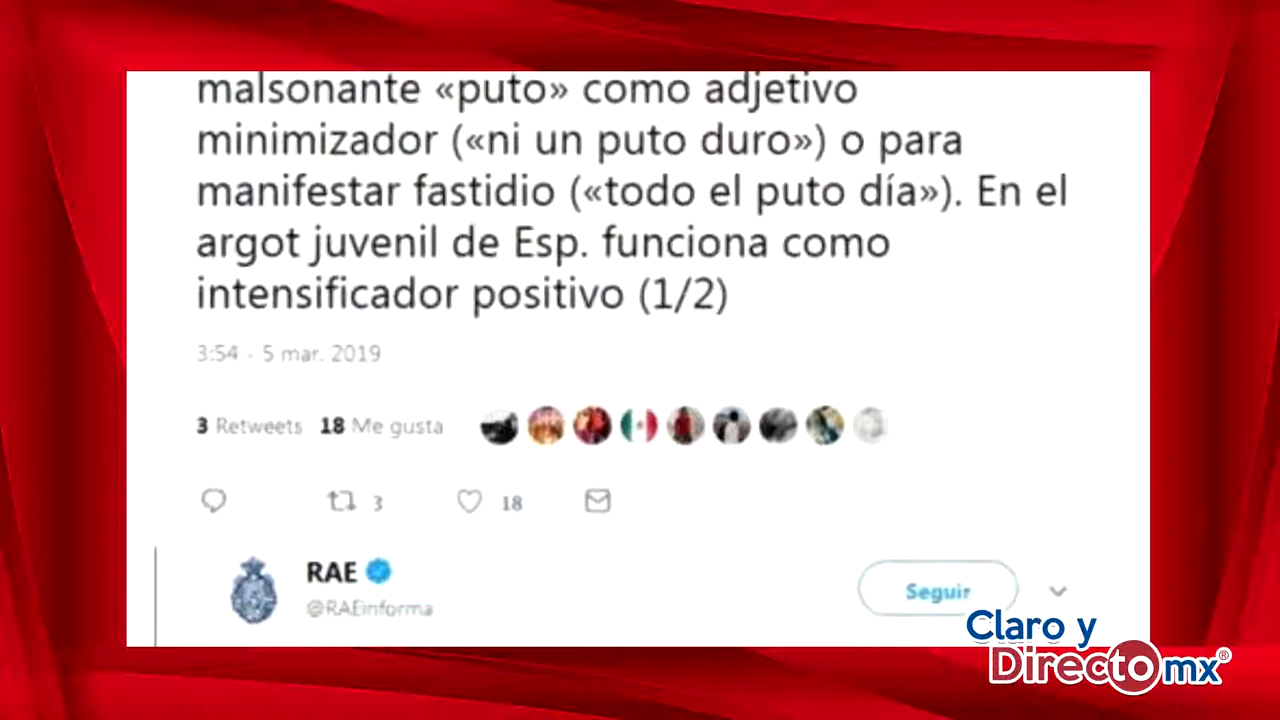 malsonante «puto» como adjetivo
minimizador («ni un puto duro») o para
manifestar fastidio («todo el puto día»). En el
argot juvenil de Esp. funciona como
intensificador positivo (1/2)
3:54 - 5 mar. 2019
3 Retweets 18 Me gusta
3 18
RAE
@RAEinforma
Seguir
Claro y
Directo mx®